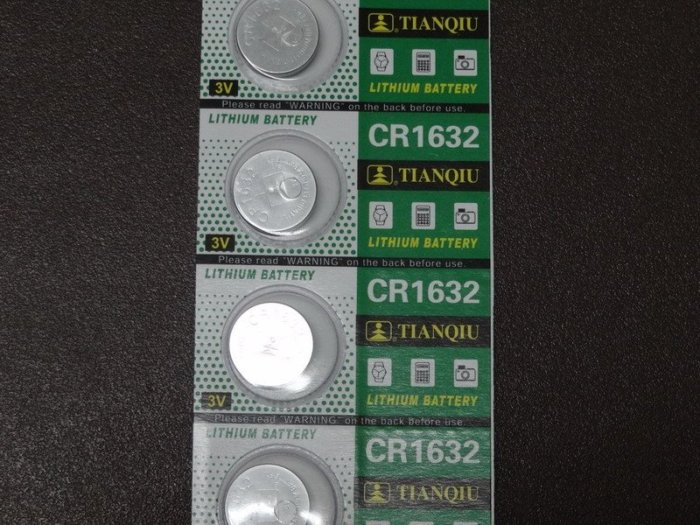 TIANQIU
3V
LITHIUM BATTERY
Please read "WARNING" on the back before use.
LITHIUM BATTERY
CR1632
TIANQIU
3V
LITHIUM BATTERY
Please read "WARNING" on the back before use.
LITHIUM BATTERY
CR1632
TIANQIU
3V
LITHIUM BATTERY
Please read "WARNING" on the back before use.
LITHIUM BATTERY
CR1632
TIANQIU